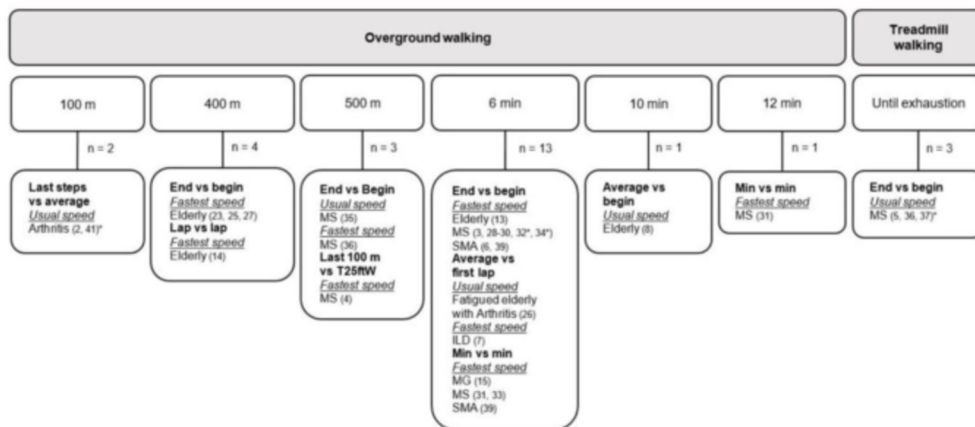 Overground walking
Treadmill
walking
100 m
400 m
500 m
6 min
10 min
12 min
Until exhaustion
n = 2
n = 4
n = 3
n = 13
n = 1
n = 1
n = 3
Last steps
vs average
Usual speed
Arthritis (2, 41)*
End vs begin
Fastest speed
Elderly (23, 25, 27)
Lap vs lap
Fastest speed
Elderly (14)
End vs Begin
Usual speed
MS (35)
Fastest speed
MS (36)
Last 100 m
vs T25ftW
Fastest speed
MS (4)
End vs begin
Fastest speed
Elderly (13)
MS (3, 28-30, 32*, 34*)
SMA (6, 39)
Average vs
first lap
Usual speed
Fatigued elderly
with Arthritis (26)
Fastest speed
ILD (7)
Min vs min
Fastest speed
MG (15)
MS (31, 33)
SMA (39)
Average vs
begin
Usual speed
Elderly (8)
Min vs min
Fastest speed
MS (31)
End vs begin
Usual speed
MS (5, 36, 37)*